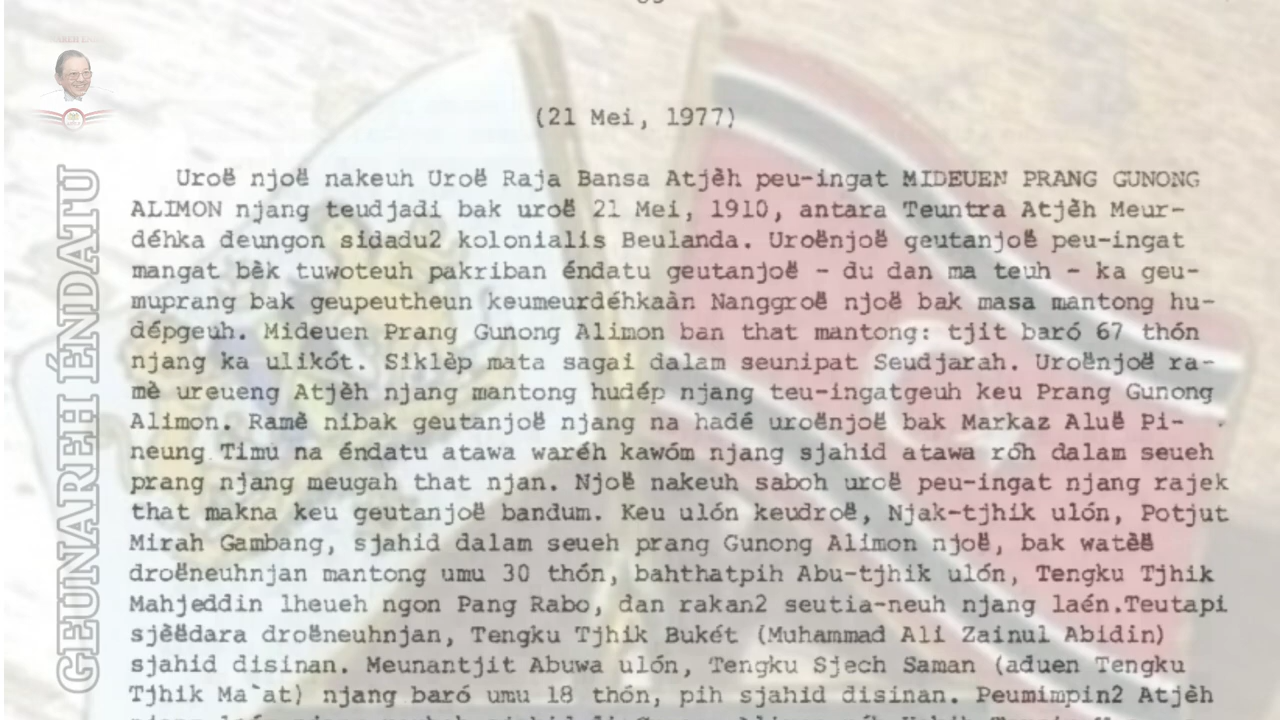 (21 Mei, 1977)
Uroë njoë nakeuh Uroë Raja Bansa Atjèh peu-ingat MIDEUEN PRANG GUNONG
ALIMON njang teudjadi bak uroë 21 Mei, 1910, antara Teuntra Atjèh Meur-
déhka deungon sidadu2 kolonialis Beulanda. Uroënjoë geutanjoë peu-ingat
mangat bèk tuwoteuh pakriban éndatu geutanjoë - du dan ma teuh - ka geu-
muprang bak geupeutheun keumeurdéhkaàn Nanggroë njoë bak masa mantong hu-
dépgeuh. Mideuen Prang Gunong Alimon ban that mantong: tjit baró 67 thón
njang ka ulikót. Siklèp mata sagai dalam seunipat Seudjarah. Uroënjoë ra-
mè ureueng Atjèh njang mantong hudép njang teu-ingatgeuh keu Prang Gunong
Alimon. Ramè nibak geutanjoë njang na hadé uroënjoë bak Markaz Aluë Pi-
neung Timu na éndatu atawa waréh kawóm njang sjahid atawa róh dalam seueh
prang njang meugah that njan. Njoë nakeuh saboh uroë peu-ingat njang rajek
that makna keu geutanjoë bandum. Keu ulón keudroë, Njak-tjhik ulón, Potjut
Mirah Gambang, sjahid dalam seueh prang Gunong Alimon njoë, bak watèë
droëneuhnjan mantong umu 30 thón, bahthatpih Abu-tjhik ulón, Tengku Tjhik
Mahjeddin lheueh ngon Pang Rabo, dan rakan2 seutia-neuh njang laén.Teutapi
sjèëdara droëneuhnjan, Tengku Tjhik Bukét (Muhammad Ali Zainul Abidin)
sjahid disinan. Meunantjit Abuwa ulón, Tengku Sjech Saman (aduen Tengku
Tjhik Ma`at) njang baró umu 18 thón, pih sjahid disinan. Peumimpin2 Atjèh
GEUNAREH ÉNDATU